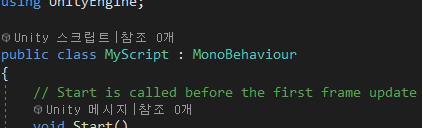 using UnityEngine;
Unity 스크립트|참조 0개
public class MyScript : MonoBehaviour
{
// Start is called before the first frame update
Unity 메시지|참조 0개
void Start()